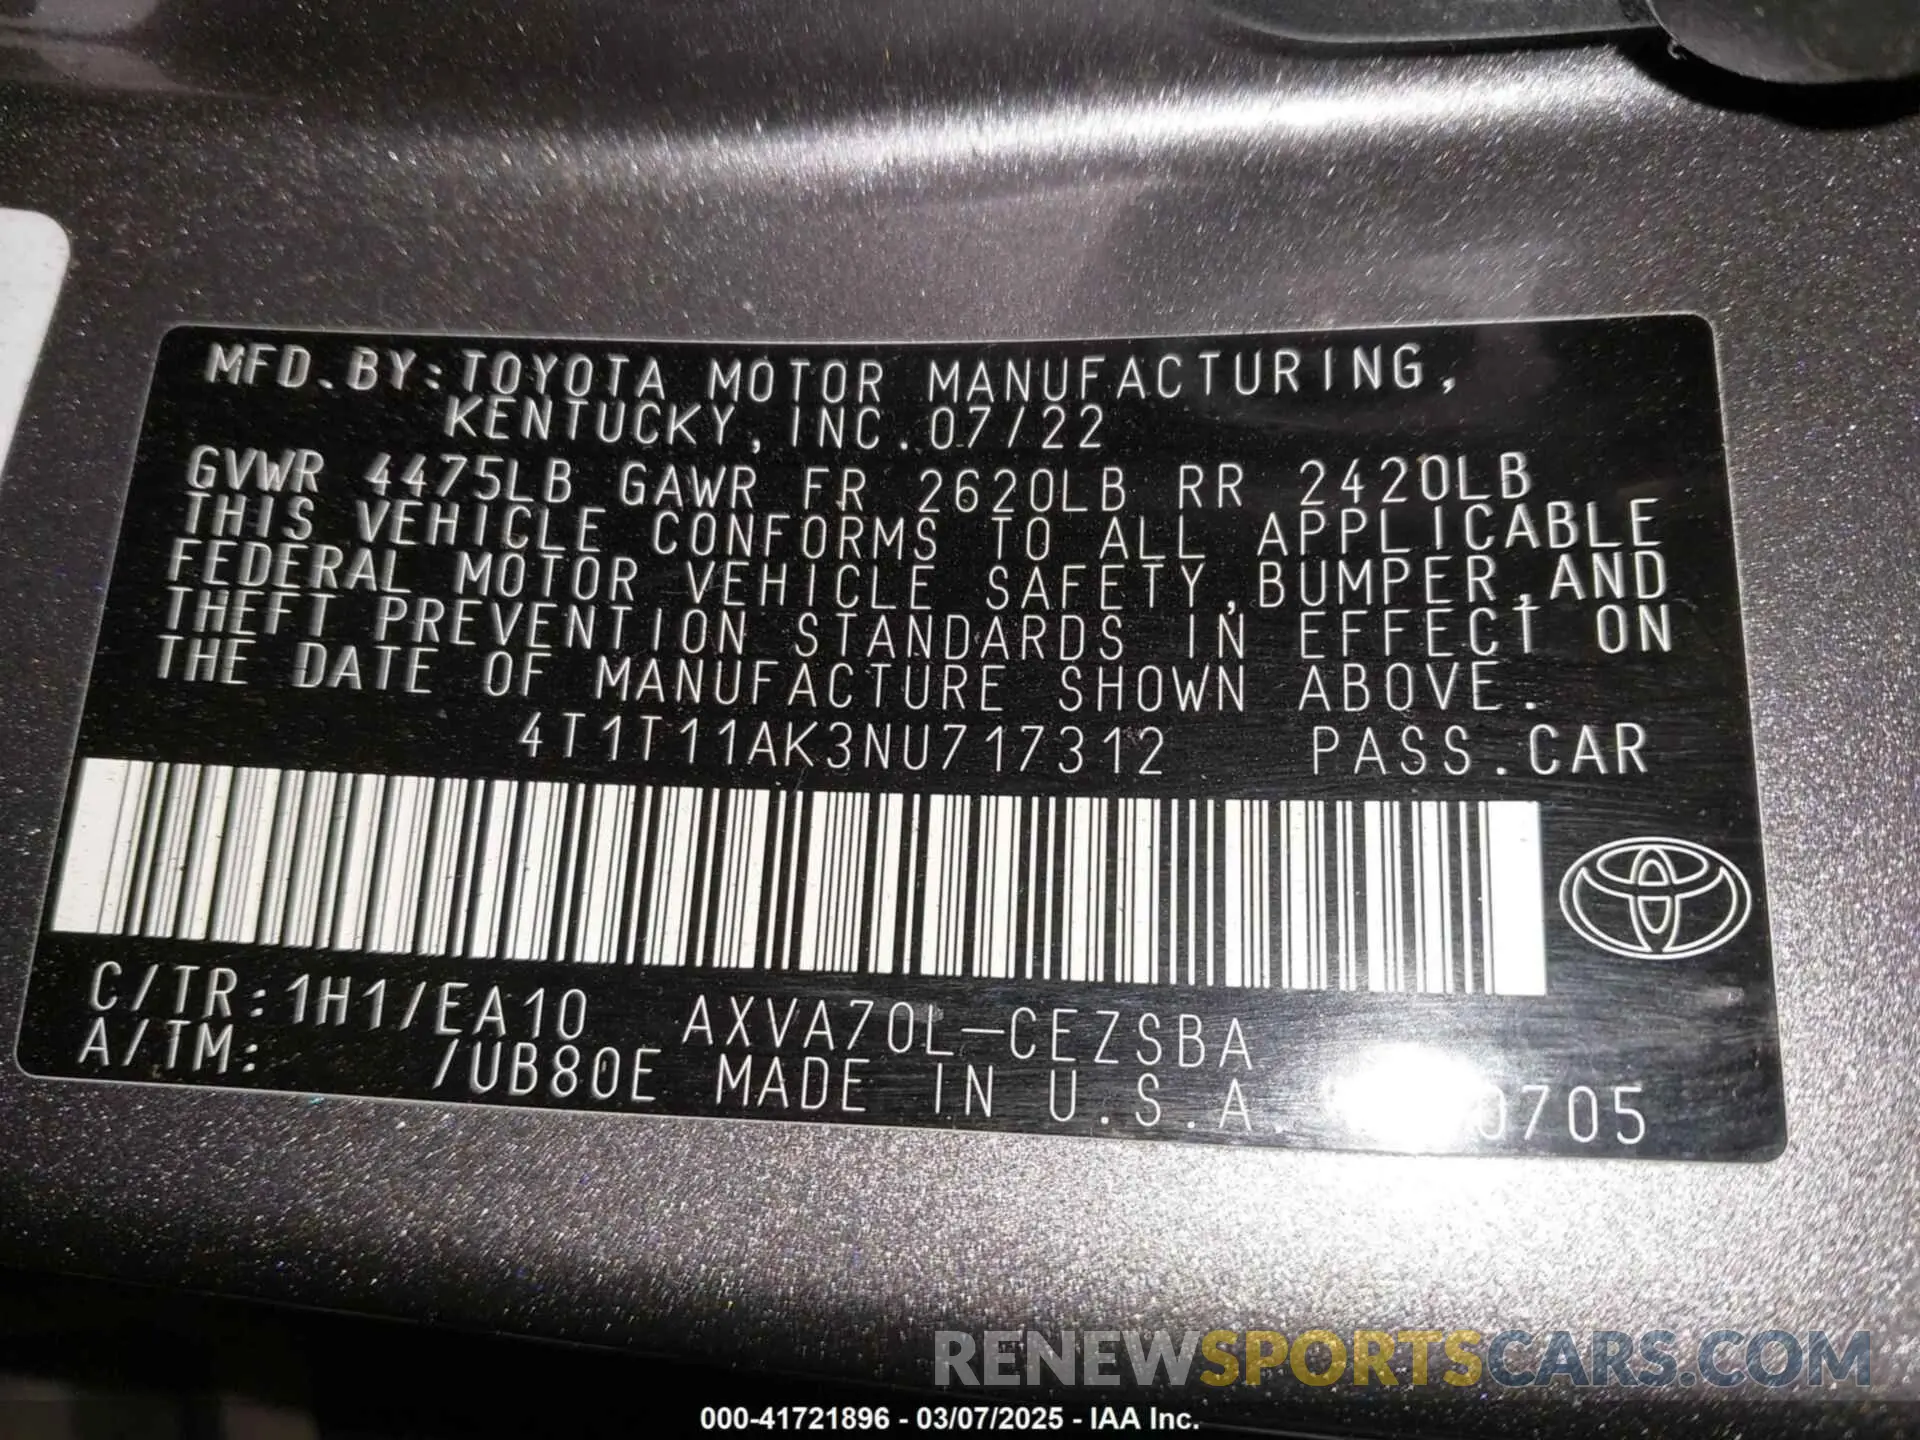 MFD.BY:TOYOTA MOTOR MANUFACTURING,
KENTUCKY, INC.07/22
GVWR 4475LB GAWR FR 2620LB RR 2420LB
THIS VEHICLE CONFORMS TO ALL APPLICABLE
FEDERAL MOTOR VEHICLE SAFETY,BUMPER,AND
THEFT PREVENTION STANDARDS IN EFFECT ON
THE DATE OF MANUFACTURE SHOWN ABOVE.
4T1T11AK3NU717312 PASS.CAR
C/TR:1H1/EA10 AXVA70L-CEZSBA
A/TM: /UB80E MADE IN U.S.A.
RENEWSPORTSCARS.COM
000-41721896 - 03/07/2025 - IAA Inc.